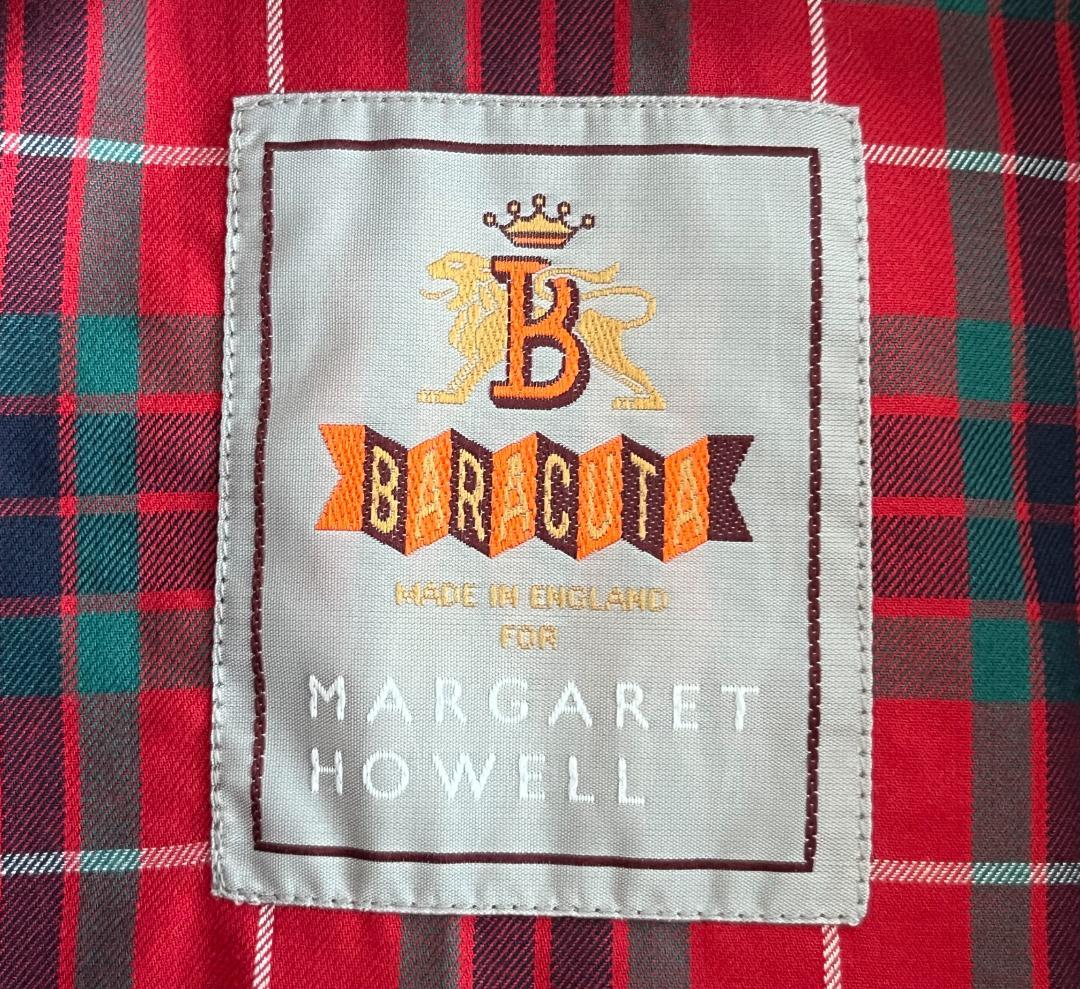 B
BARACUTA
MADE IN ENGLAND
FOR
MARGARET
HOWELL